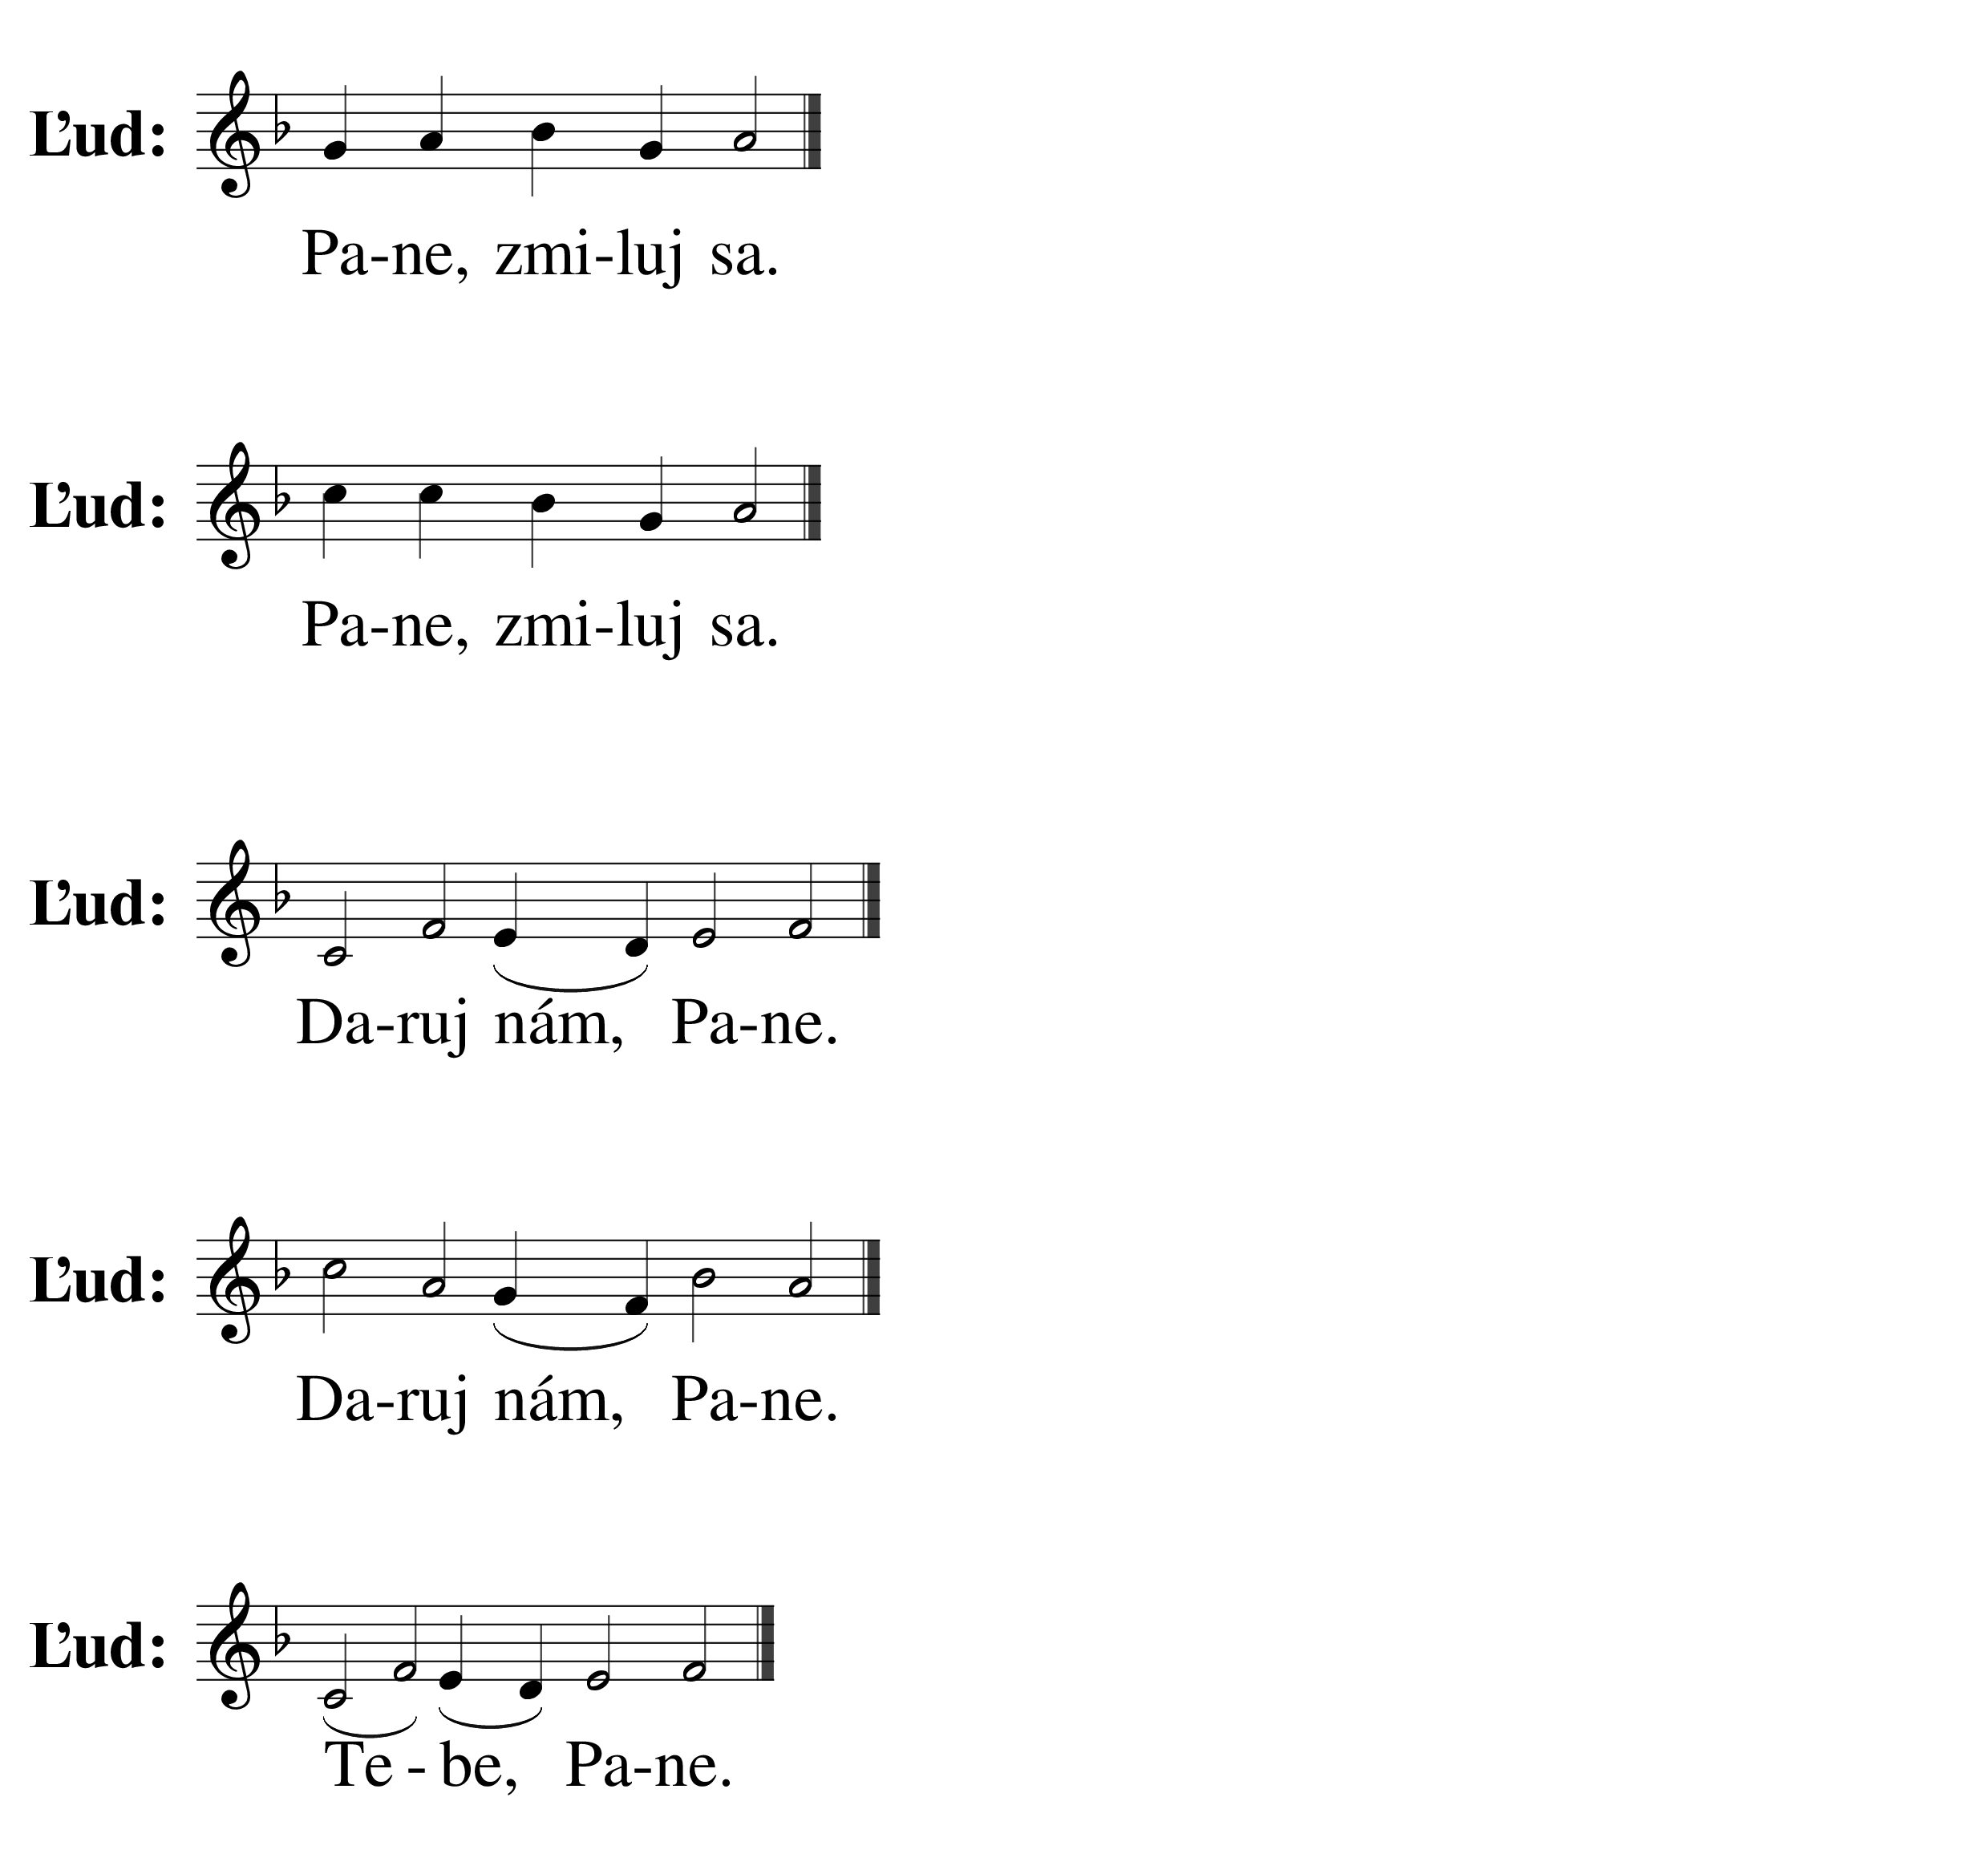 Ľud:
Pa-ne, zmi-luj sa.
Ľud:
Pa-ne, zmi-luj sa.
Ľud:
Da-ruj nám, Pa-ne.
Ľud:
Da-ruj nám, Pa-ne.
Ľud:
Te - be, Pa-ne.